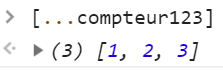 > [...compteur123]
<· ▶ (3) [1, 2, 3]